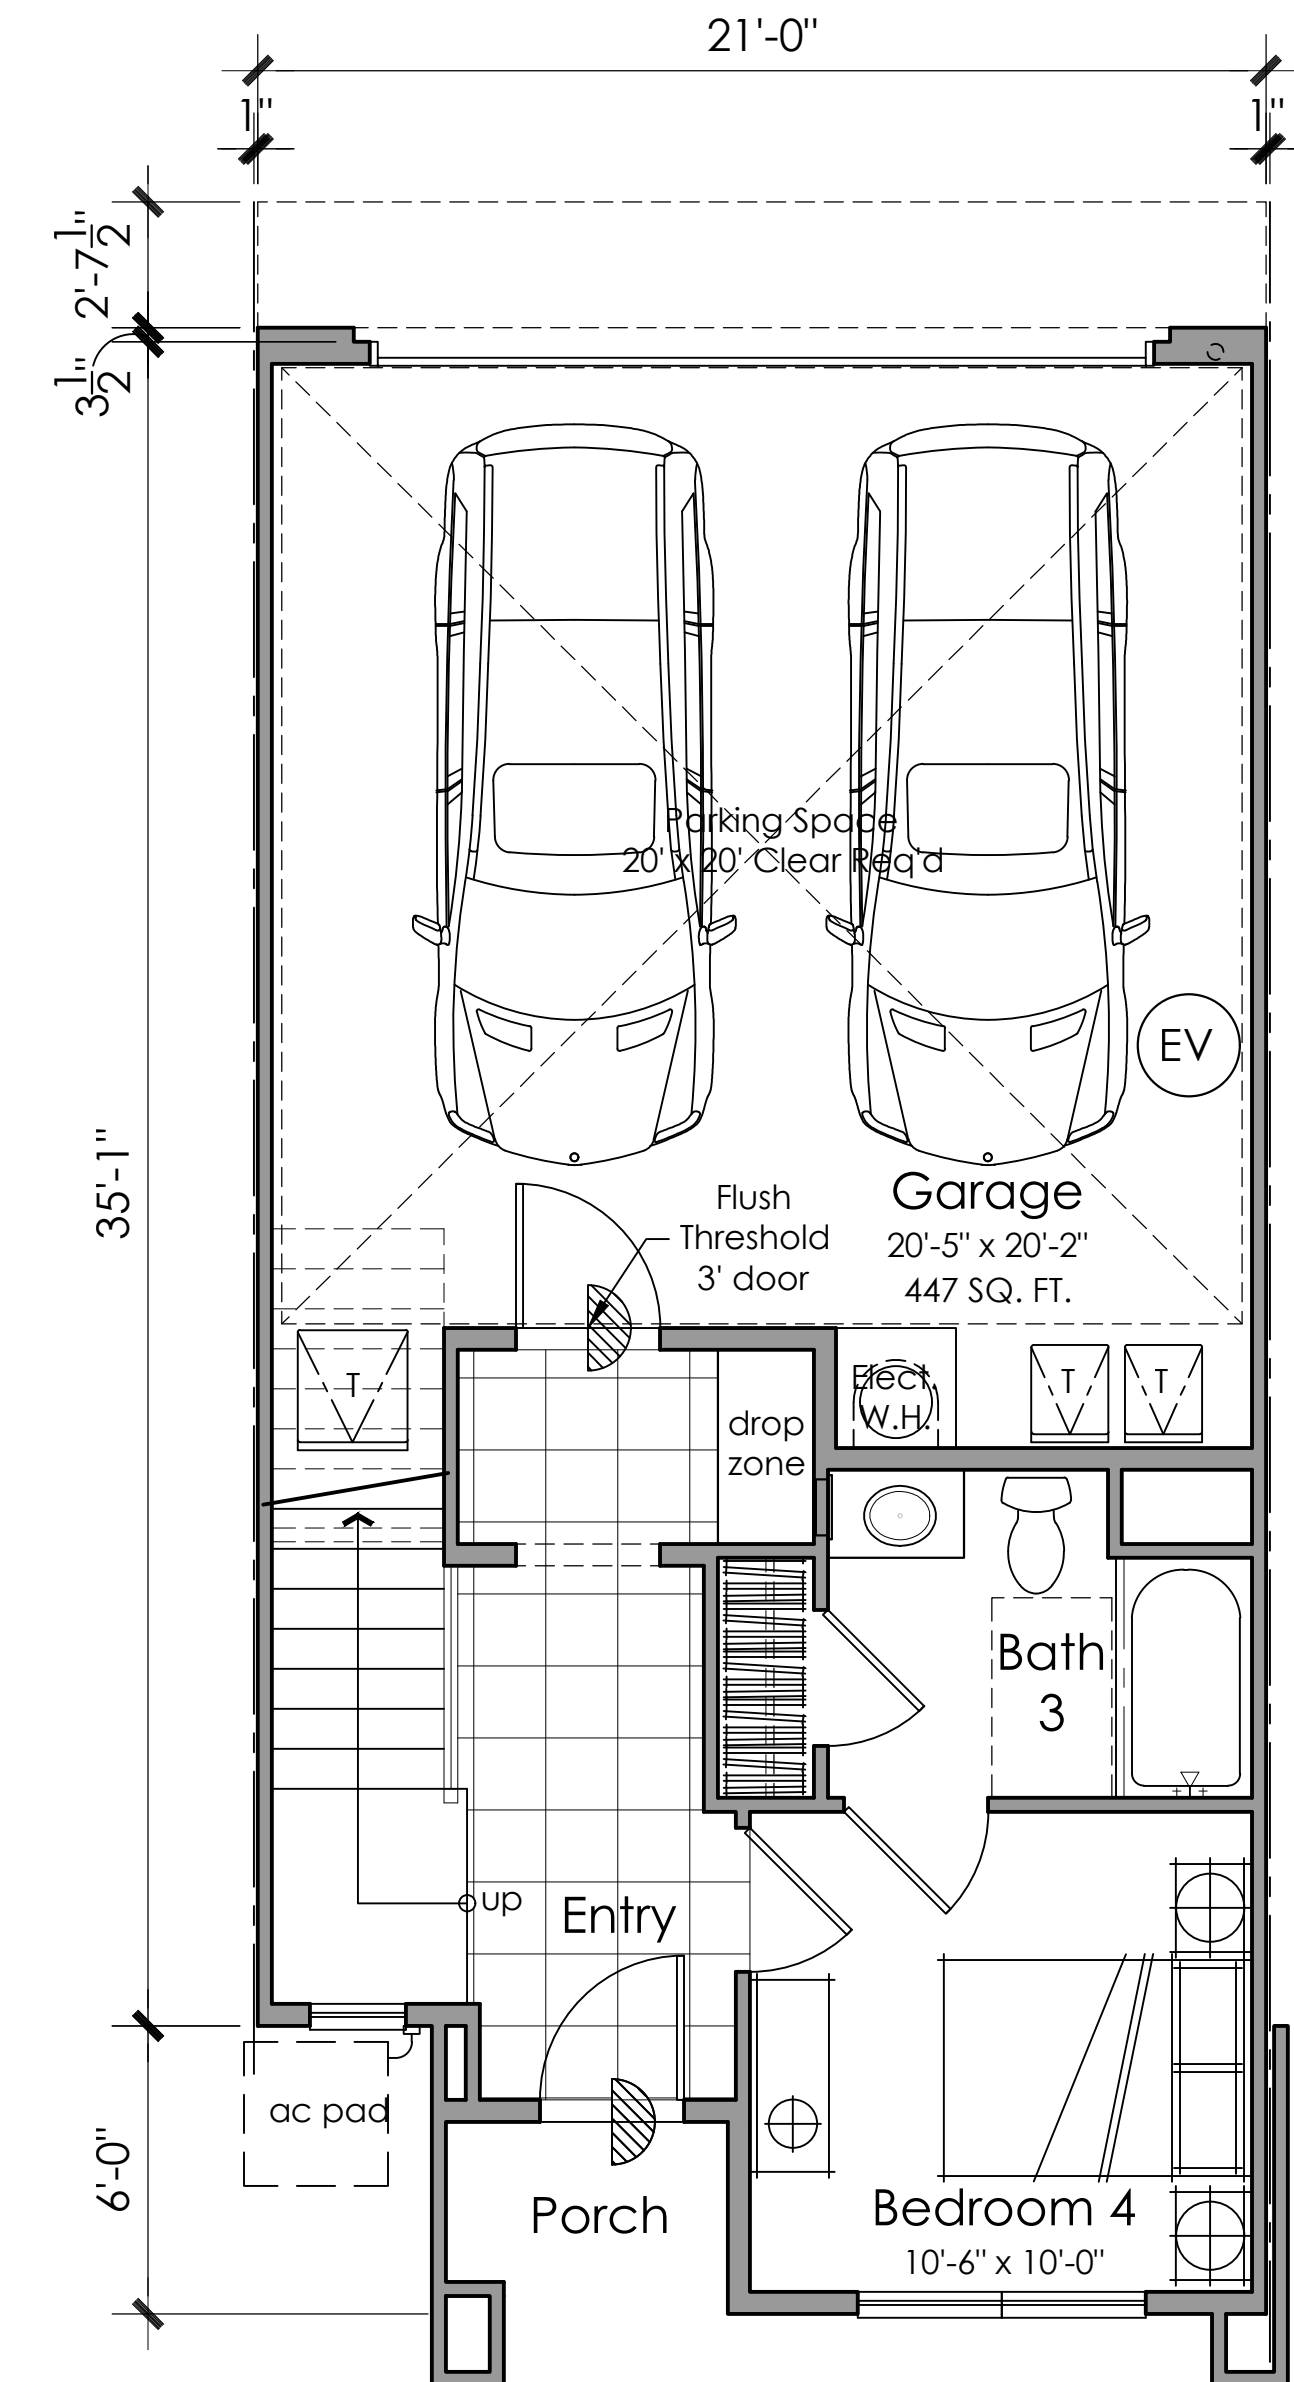 21'-0"
1"
1"
2'-7 1/2"
3 1/2"
Parking Space
20' x 20' Clear Req'd
EV
35'-1"
Flush
Threshold
3' door
Garage
20'-5" x 20'-2"
447 SQ. FT.
T
Elect.
W.H.
T
T
drop
zone
Bath
3
up
Entry
ac pad
6'-0"
Porch
Bedroom 4
10'-6" x 10'-0"